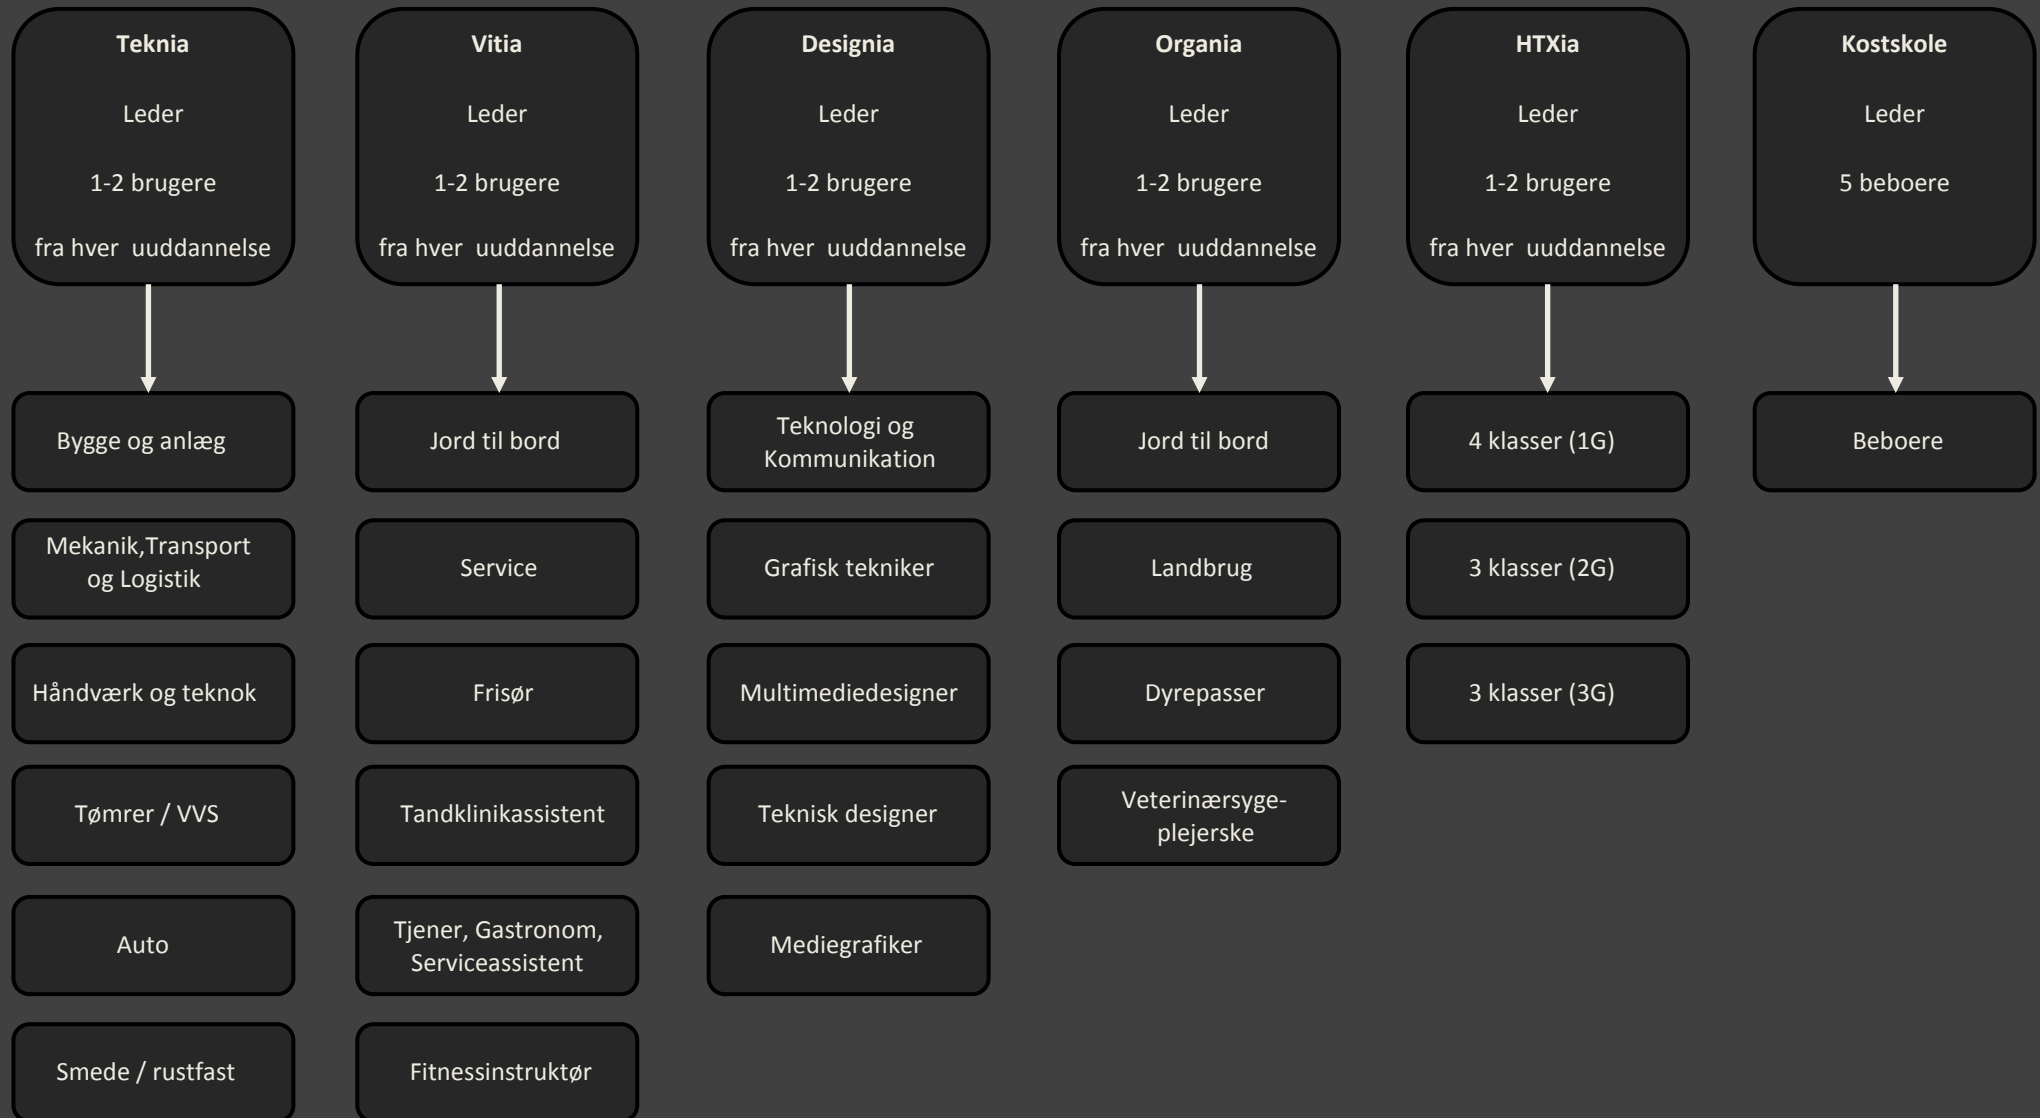 Teknia
Leder
1-2 brugere
fra hver  uuddannelse
Vitia
Leder
1-2 brugere
fra hver  uuddannelse
Designia
Leder
1-2 brugere
fra hver  uuddannelse
Organia
Leder
1-2 brugere
fra hver  uuddannelse
HTXia
Leder
1-2 brugere
fra hver  uuddannelse
Kostskole
Leder
5 beboere
Bygge og anlæg
Mekanik,Transport
og Logistik
Håndværk og teknok
Tømrer / VVS
Auto
Smede / rustfast
Jord til bord
Service
Frisør
Tandklinikassistent
Tjener, Gastronom,
Serviceassistent
Fitnessinstruktør
Teknologi og
Kommunikation
Grafisk tekniker
Multimediedesigner
Teknisk designer
Mediegrafiker
Jord til bord
Landbrug
Dyrepasser
Veterinærsyge-
plejerske
4 klasser (1G)
3 klasser (2G)
3 klasser (3G)
Beboere